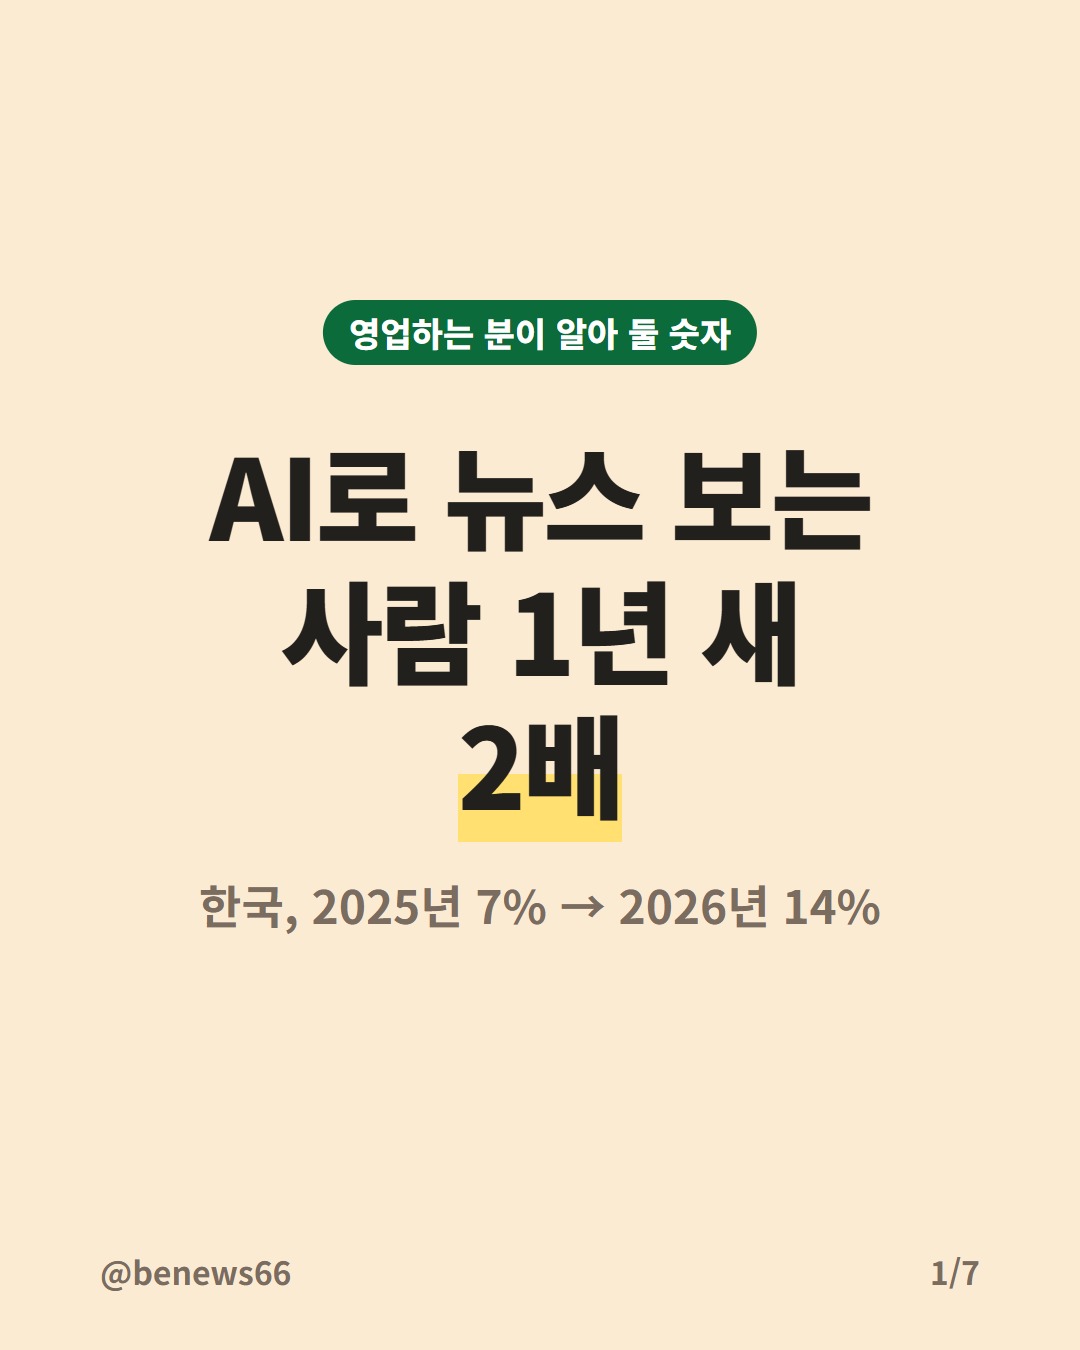 영업하는 분이 알아 둘 숫자
AI로 뉴스 보는
사람 1년 새
2배
한국, 2025년 7% → 2026년 14%
@benews66
1/7